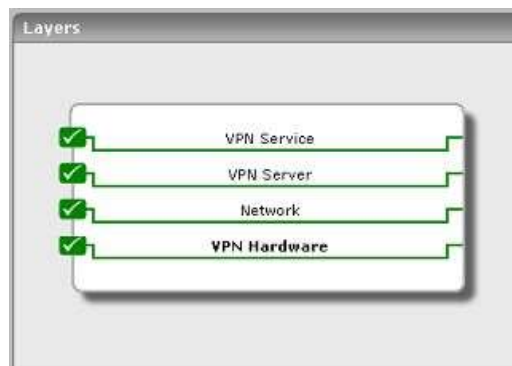 Layers
VPN Service
VPN Server
Network
VPN Hardware